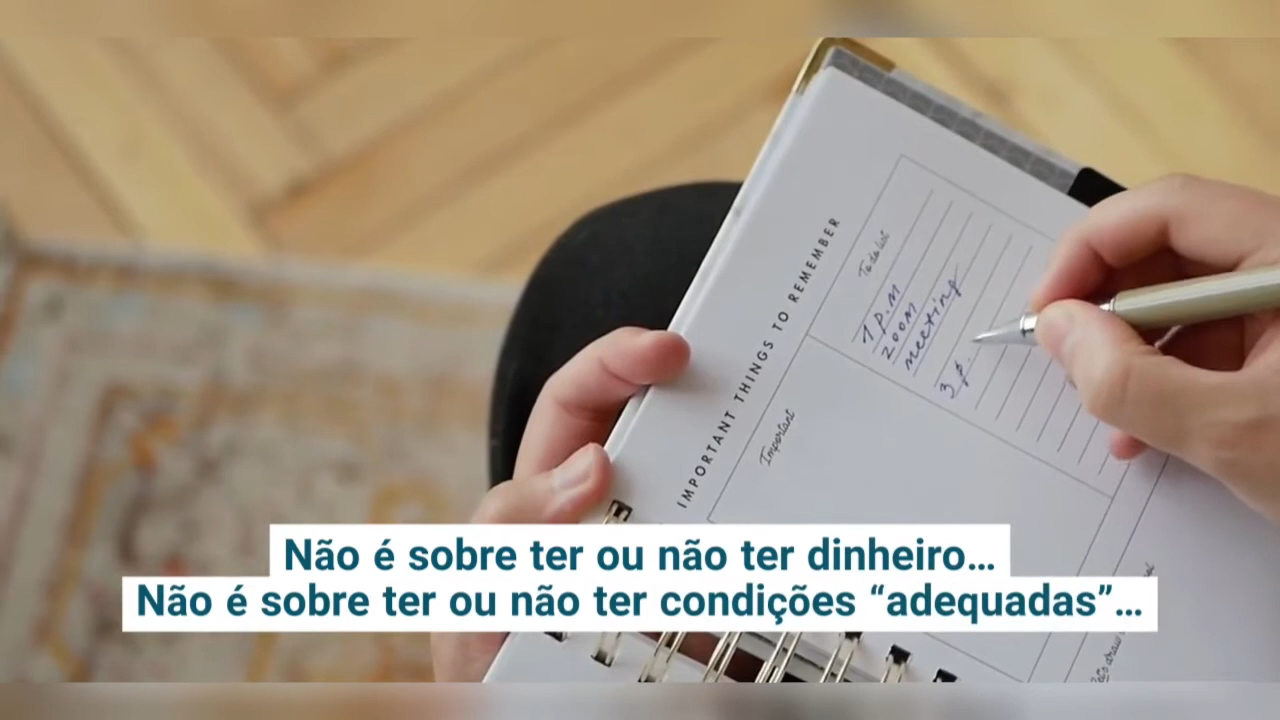 IMPORTANT THINGS TO REMEMBER
To do list
1 P.M
ZOOM
meeting
3 p.
Important
Não é sobre ter ou não ter dinheiro...
Não é sobre ter ou não ter condições “adequadas”...